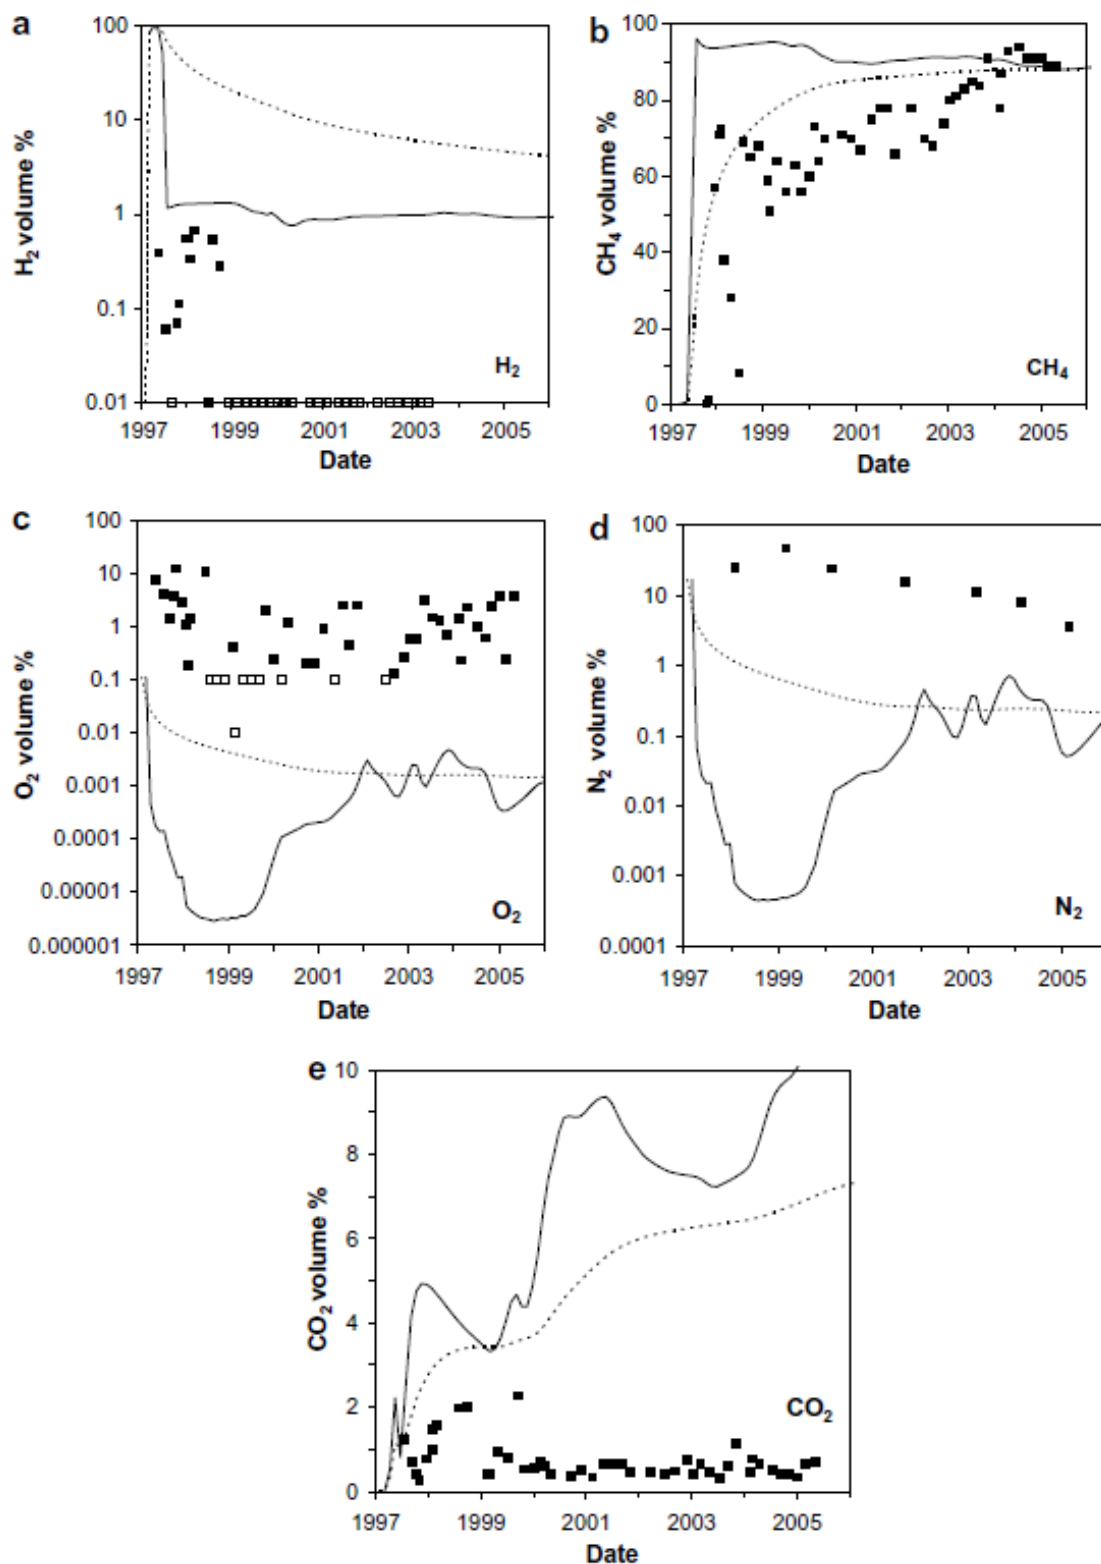 a
100
10
1
0.1
0.01
H2 volume %
H2
1997 1999 2001 2003 2005
Date
b
100
80
60
40
20
0
CH4 volume %
CH4
1997 1999 2001 2003 2005
Date
c
100
10
1
0.1
0.01
0.001
0.0001
0.00001
0.000001
O2 volume %
O2
1997 1999 2001 2003 2005
Date
d
100
10
1
0.1
0.01
0.001
0.0001
N2 volume %
N2
1997 1999 2001 2003 2005
Date
e
10
8
6
4
2
0
CO2 volume %
CO2
1997 1999 2001 2003 2005
Date